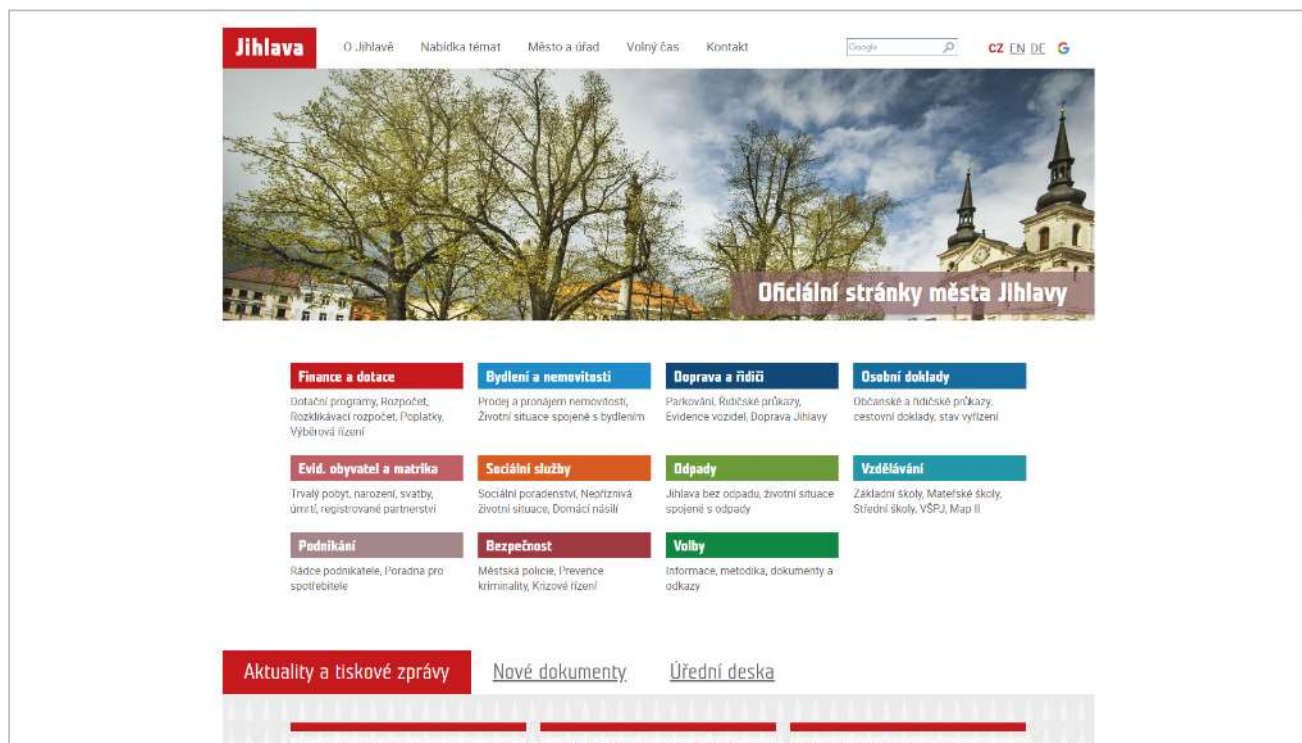 Jihlava
O Jihlavě Nabídka témat Město a úřad Volný čas Kontakt Google CZ EN DE G
Oficiální stránky města Jihlavy
Finance a dotace
Dotační programy, Rozpočet,
Rozklikávací rozpočet, Poplatky,
Výběrová řízení
Bydlení a nemovitosti
Prodej a pronájem nemovitostí,
Životní situace spojené s bydlením
Doprava a řidiči
Parkování, Řidičské průkazy,
Evidence vozidel, Doprava Jihlavy
Osobní doklady
Občanské a řidičské průkazy,
cestovní doklady, stav vyřízení
Evid. obyvatel a matrika
Trvalý pobyt, narození, svatby,
úmrtí, registrované partnerství
Sociální služby
Sociální poradenství, Nepříznivá
životní situace, Domácí násilí
Odpady
Jihlava bez odpadu, životní situace
spojené s odpady
Vzdělávání
Základní školy, Mateřské školy,
Střední školy, VŠPJ, Map II
Podnikání
Rádce podnikatele, Poradna pro
spotřebitele
Bezpečnost
Městská policie, Prevence
kriminality, Krizové řízení
Volby
Informace, metodika, dokumenty a
odkazy
Aktuality a tiskové zprávy Nové dokumenty Úřední deska